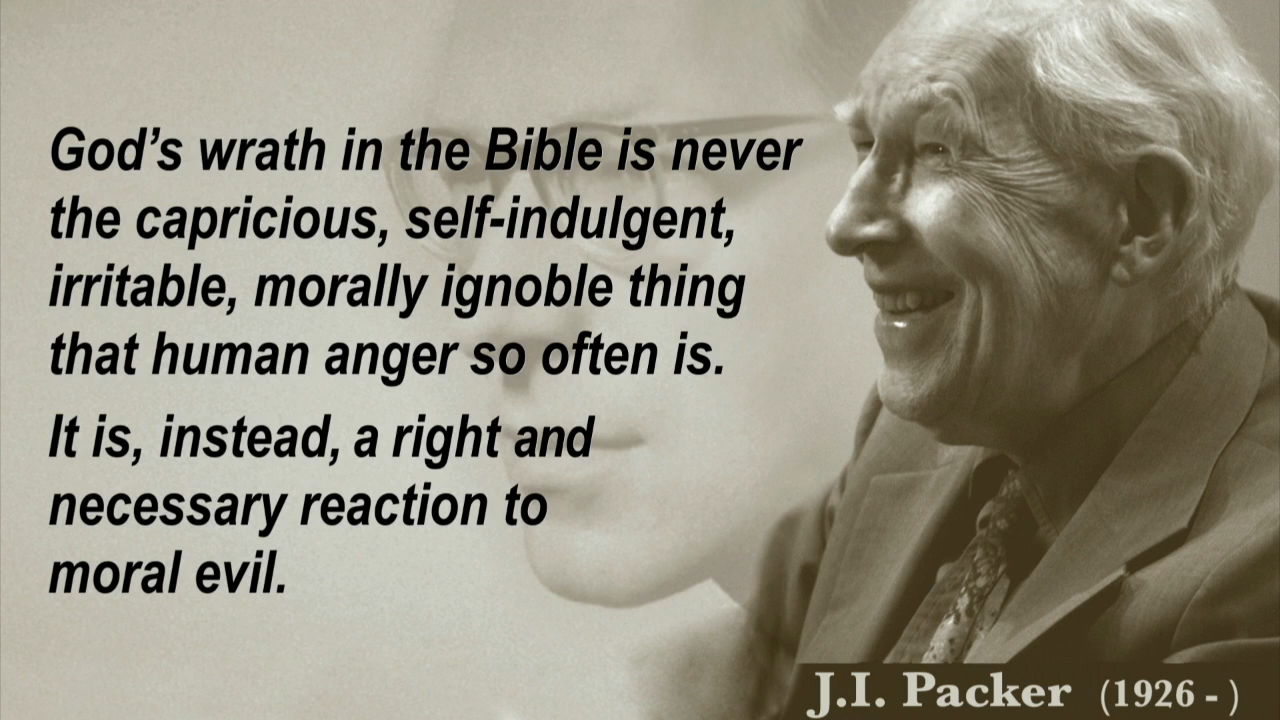 God’s wrath in the Bible is never
the capricious, self-indulgent,
irritable, morally ignoble thing
that human anger so often is.
It is, instead, a right and
necessary reaction to
moral evil.
J.I. Packer (1926 - )